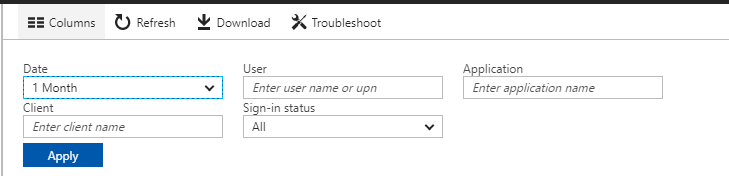 Columns Refresh Download Troubleshoot
Date User Application
1 Month Enter user name or upn Enter application name
Client Sign-in status
Enter client name All
Apply